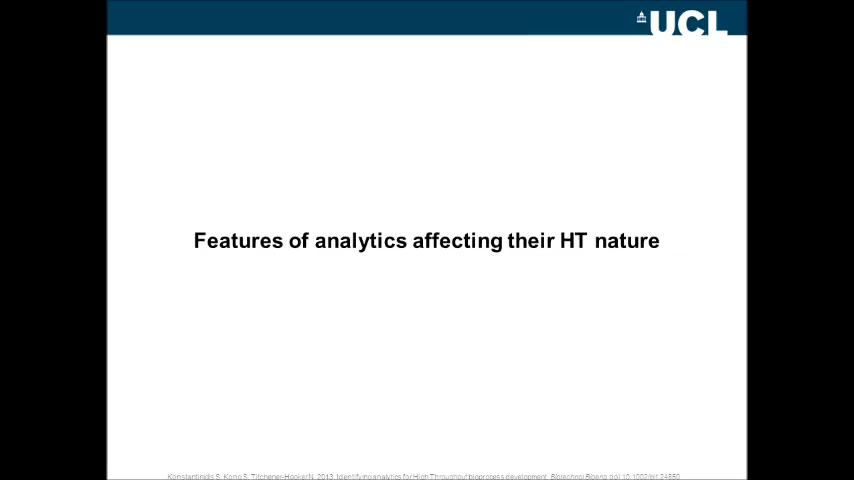 UCL
Features of analytics affecting their HT nature
Konstantinidis S, Kong S, Titchener-Hooker N. 2013. Identifying analytics for High Throughput bioprocess development. Biotechnol Bioeng. doi 10.1002/bit.24850